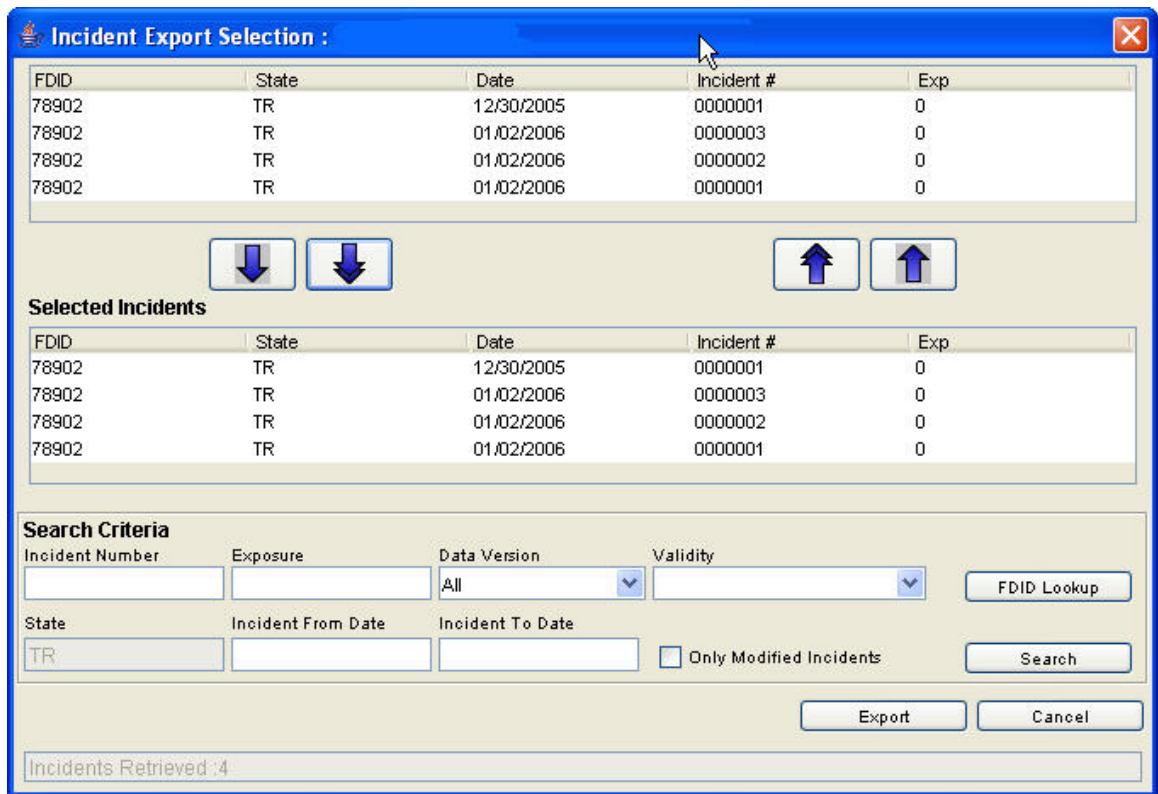 Incident Export Selection :
FDID State Date Incident # Exp
78902 TR 12/30/2005 0000001 0
78902 TR 01/02/2006 0000003 0
78902 TR 01/02/2006 0000002 0
78902 TR 01/02/2006 0000001 0
Selected Incidents
FDID State Date Incident # Exp
78902 TR 12/30/2005 0000001 0
78902 TR 01/02/2006 0000003 0
78902 TR 01/02/2006 0000002 0
78902 TR 01/02/2006 0000001 0
Search Criteria
Incident Number Exposure Data Version Validity
All FDID Lookup
State Incident From Date Incident To Date
TR Only Modified Incidents Search
Export Cancel
Incidents Retrieved :4